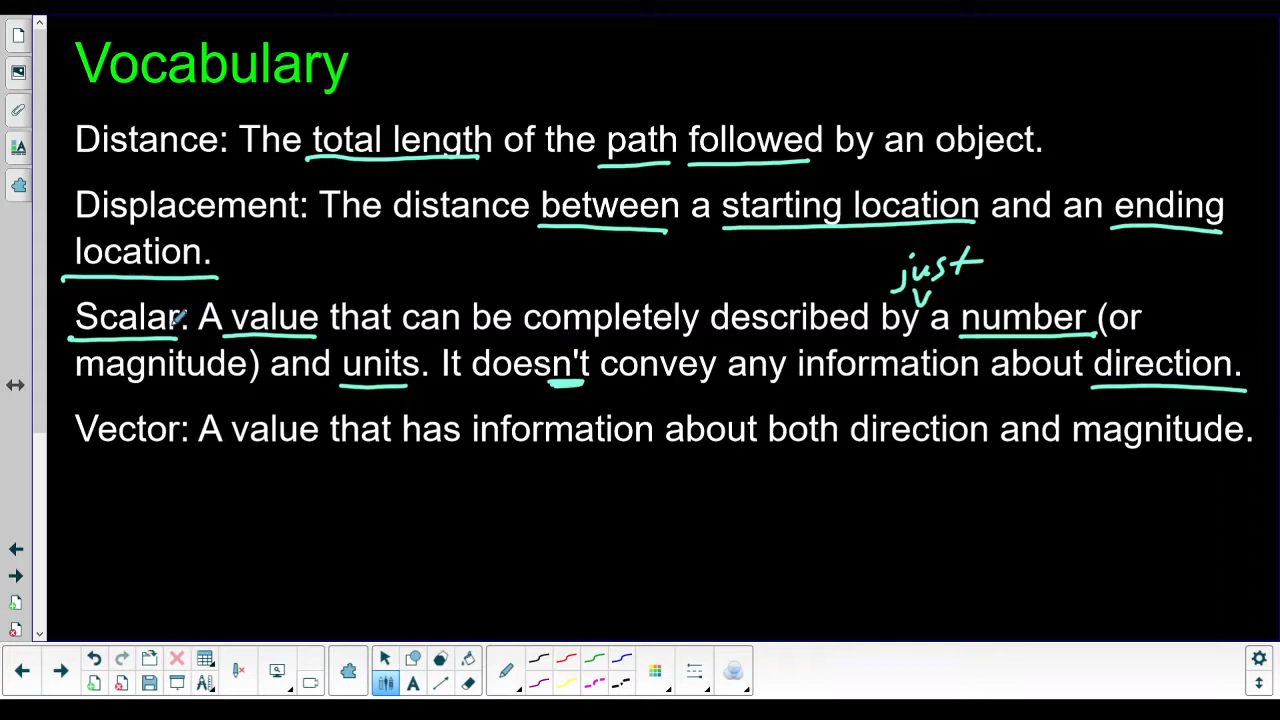 Vocabulary
Distance: The total length of the path followed by an object.
Displacement: The distance between a starting location and an ending
location.
just
Scalar: A value that can be completely described by a number (or
magnitude) and units. It doesn't convey any information about direction.
Vector: A value that has information about both direction and magnitude.